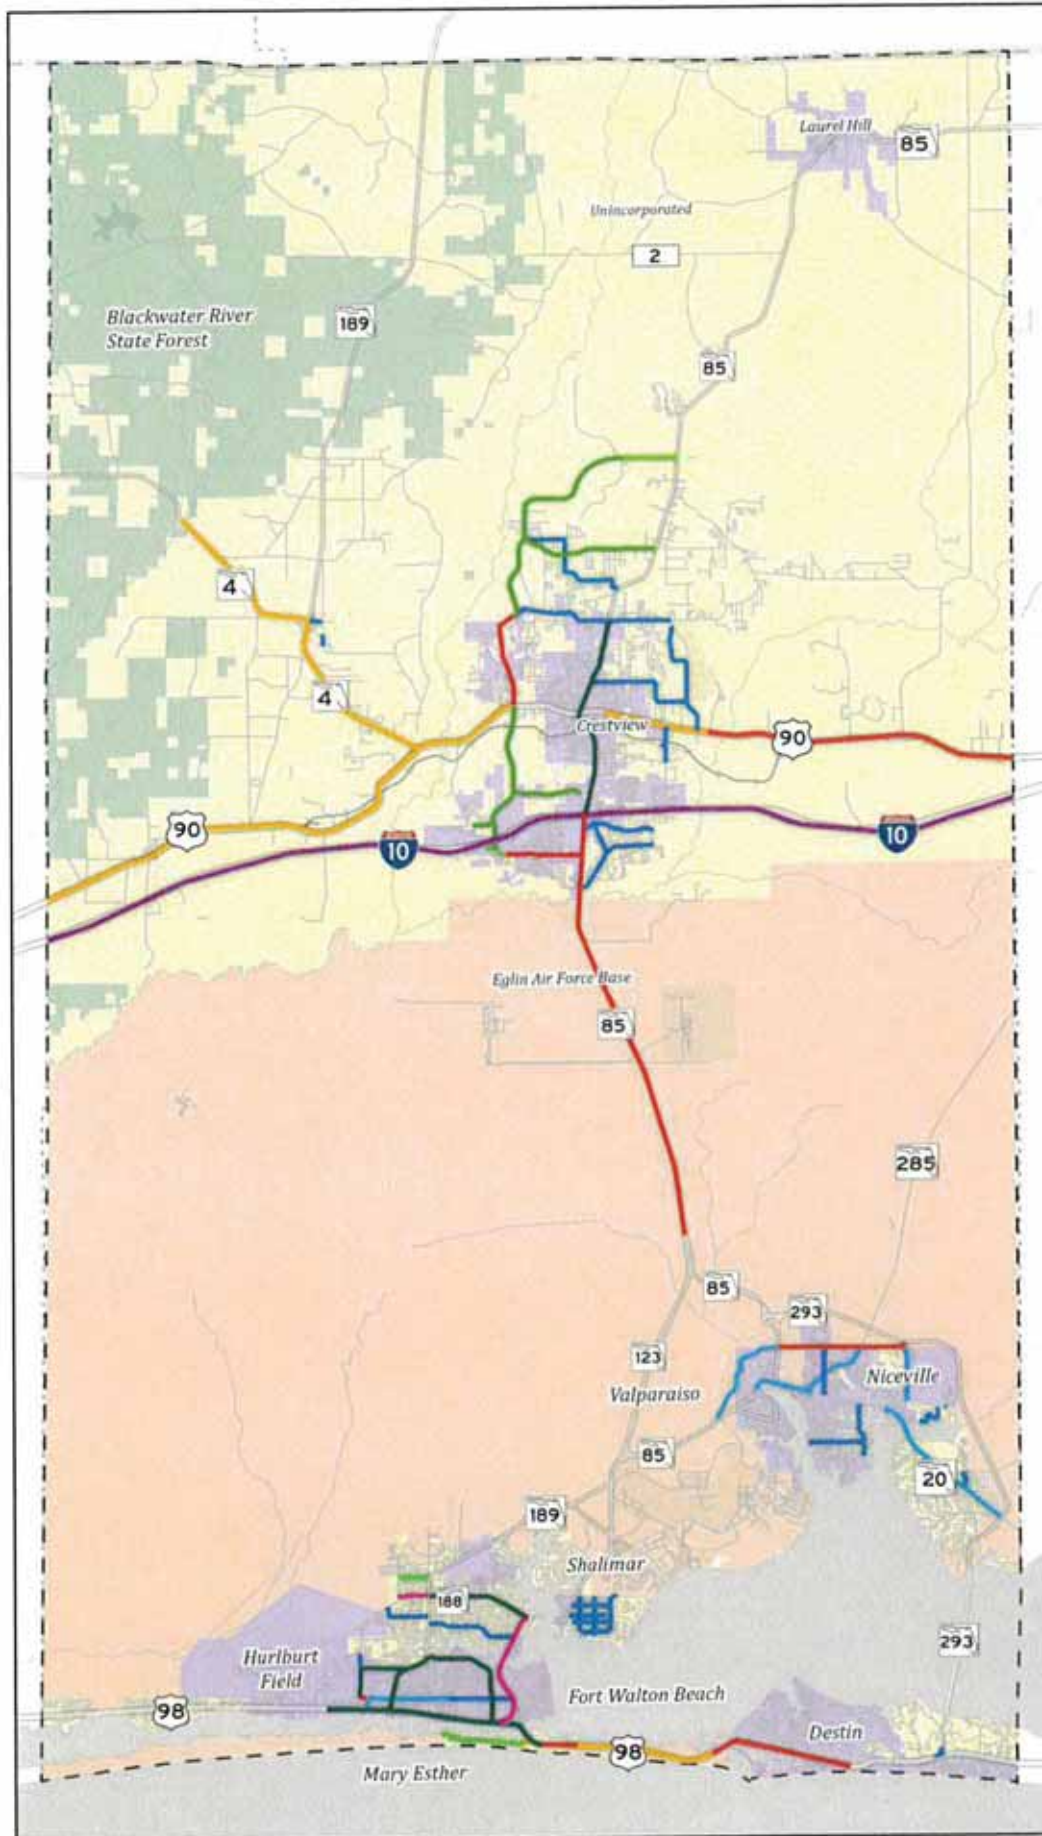 Laurel Hill
85
Unincorporated
2
Blackwater River
State Forest
189
85
4
4
Crestview
90
90
10
10
Eglin Air Force Base
85
285
85
293
123
Niceville
Valparaiso
85
20
189
Shalimar
188
293
Hurlburt
Field
Fort Walton Beach
98
Destin
98
Mary Esther